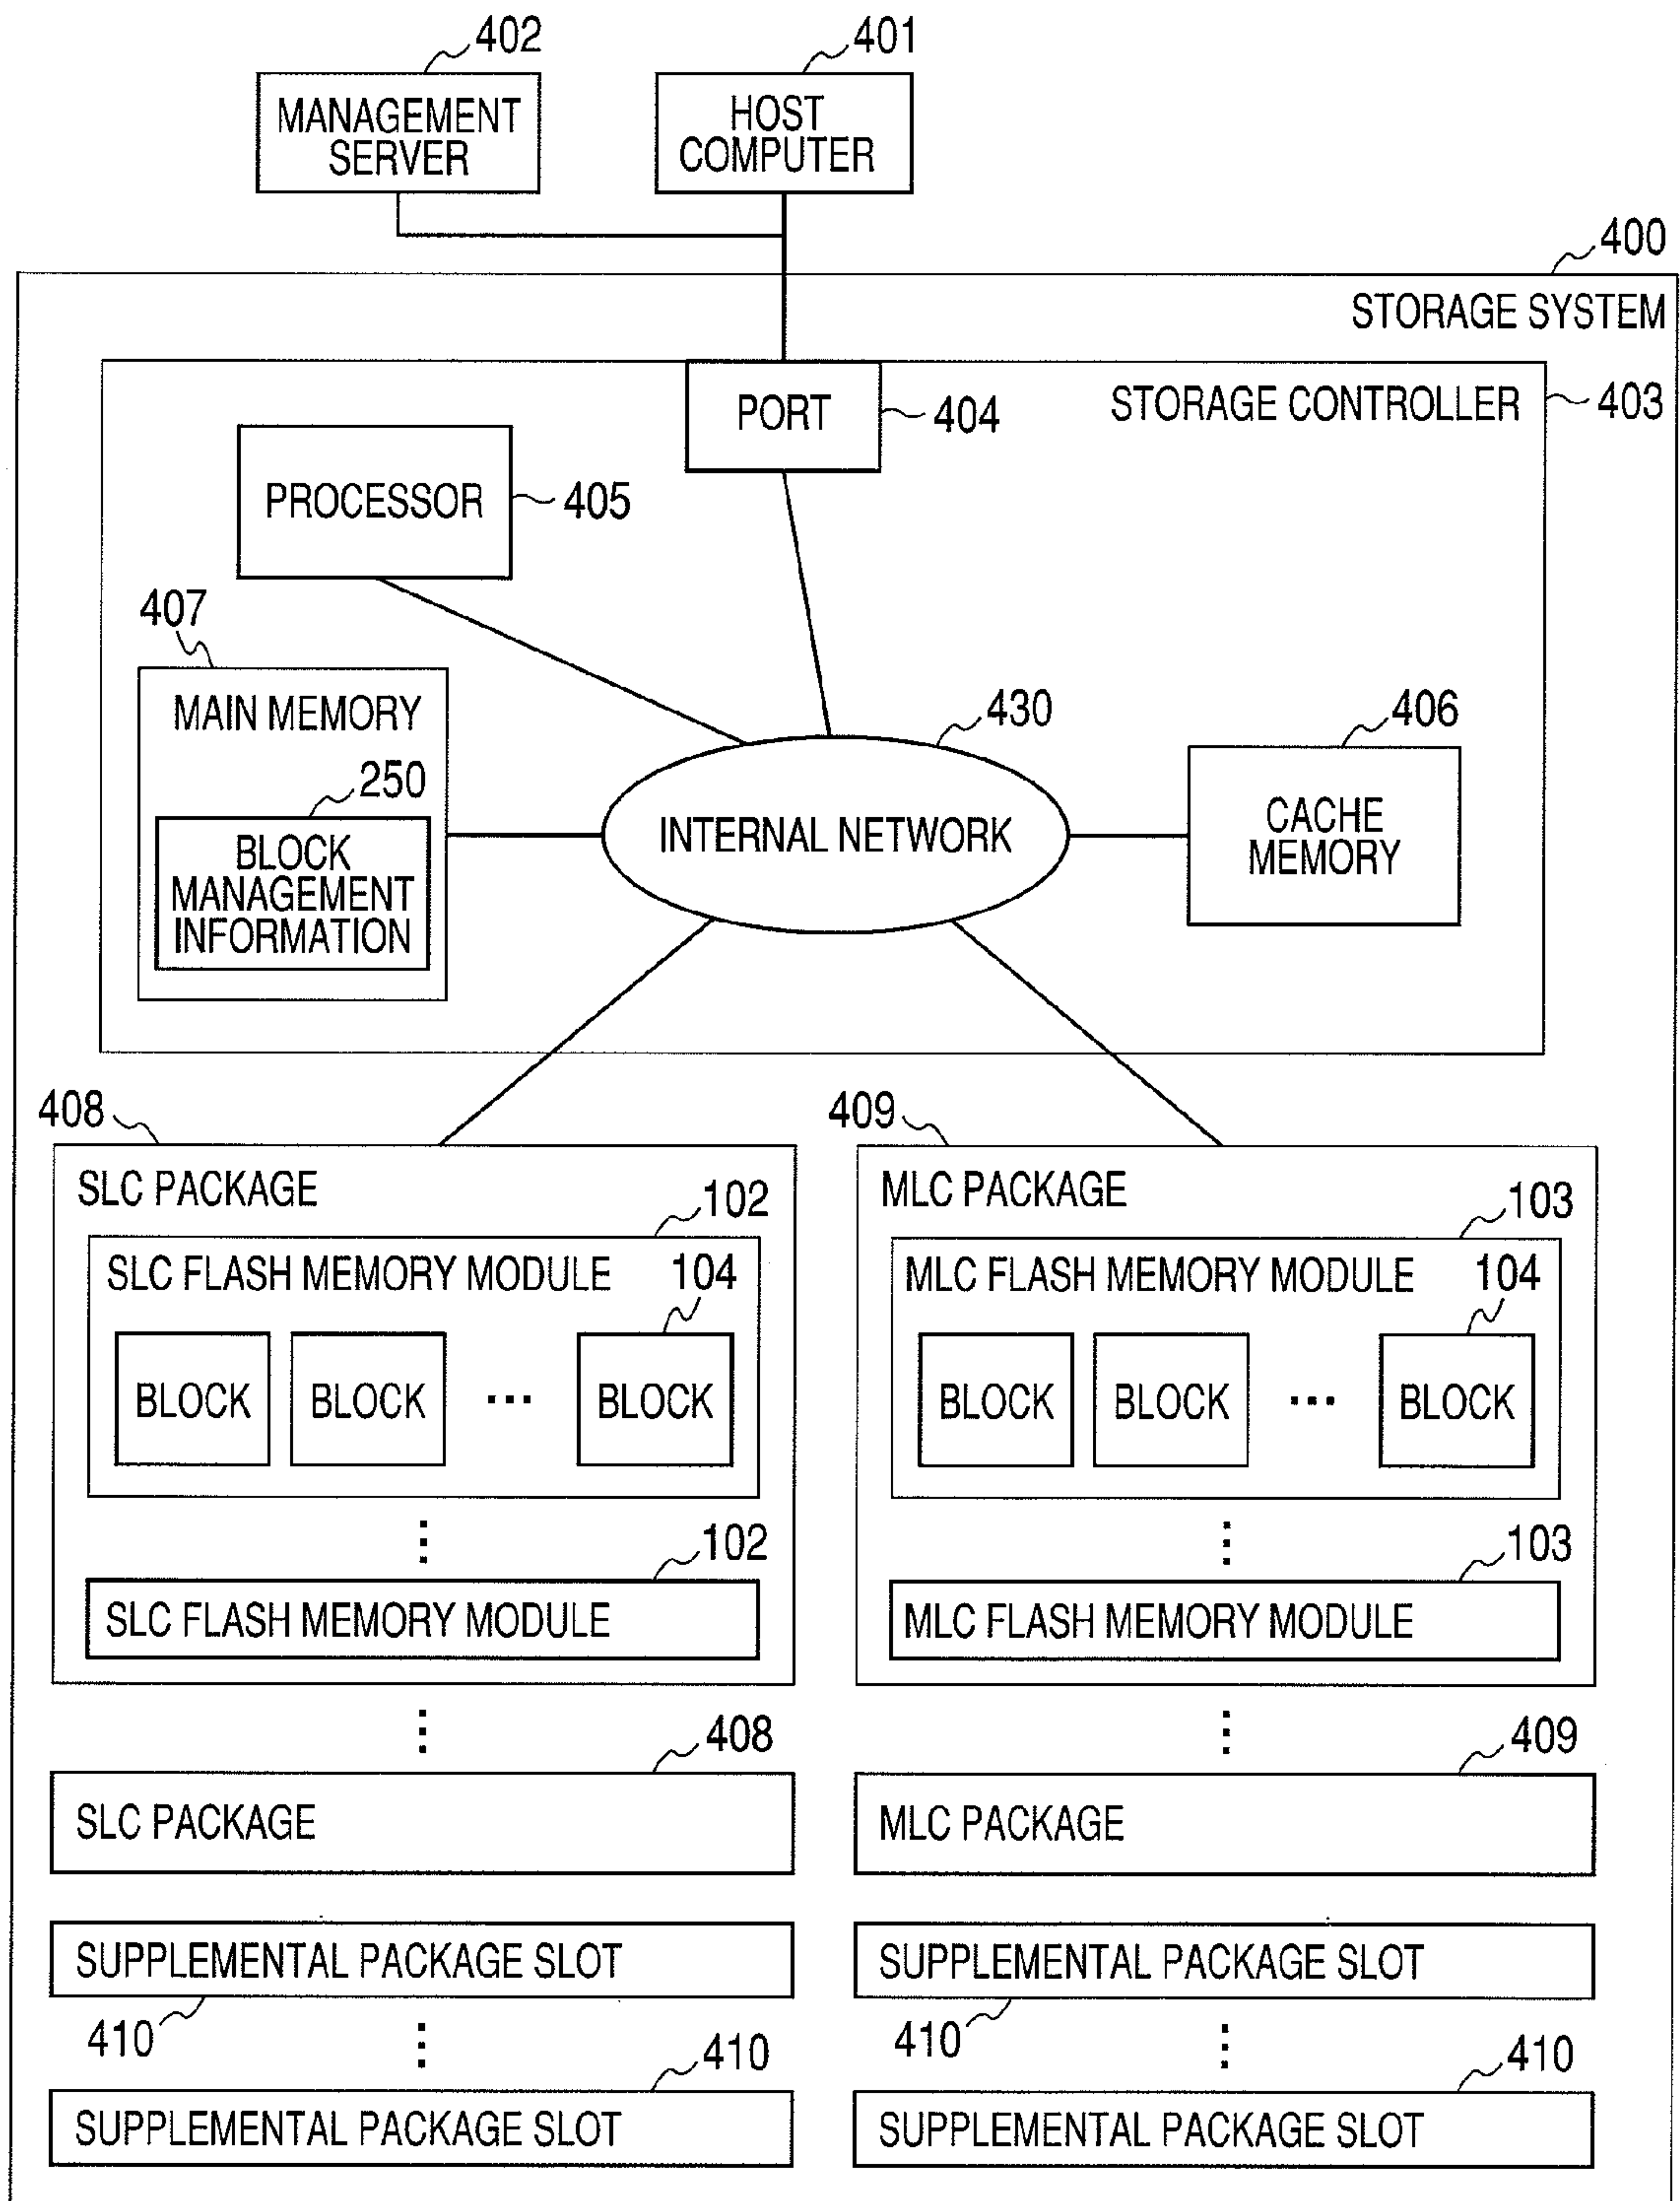 402
401
MANAGEMENT
SERVER
HOST
COMPUTER
400
STORAGE SYSTEM
PORT
404
STORAGE CONTROLLER
403
PROCESSOR
405
407
MAIN MEMORY
430
406
250
BLOCK
MANAGEMENT
INFORMATION
INTERNAL NETWORK
CACHE
MEMORY
408
409
SLC PACKAGE
102
SLC FLASH MEMORY MODULE
104
BLOCK
BLOCK
...
BLOCK
102
SLC FLASH MEMORY MODULE
MLC PACKAGE
103
MLC FLASH MEMORY MODULE
104
BLOCK
BLOCK
...
BLOCK
103
MLC FLASH MEMORY MODULE
408
SLC PACKAGE
409
MLC PACKAGE
SUPPLEMENTAL PACKAGE SLOT
410
SUPPLEMENTAL PACKAGE SLOT
410
410
SUPPLEMENTAL PACKAGE SLOT
410
SUPPLEMENTAL PACKAGE SLOT